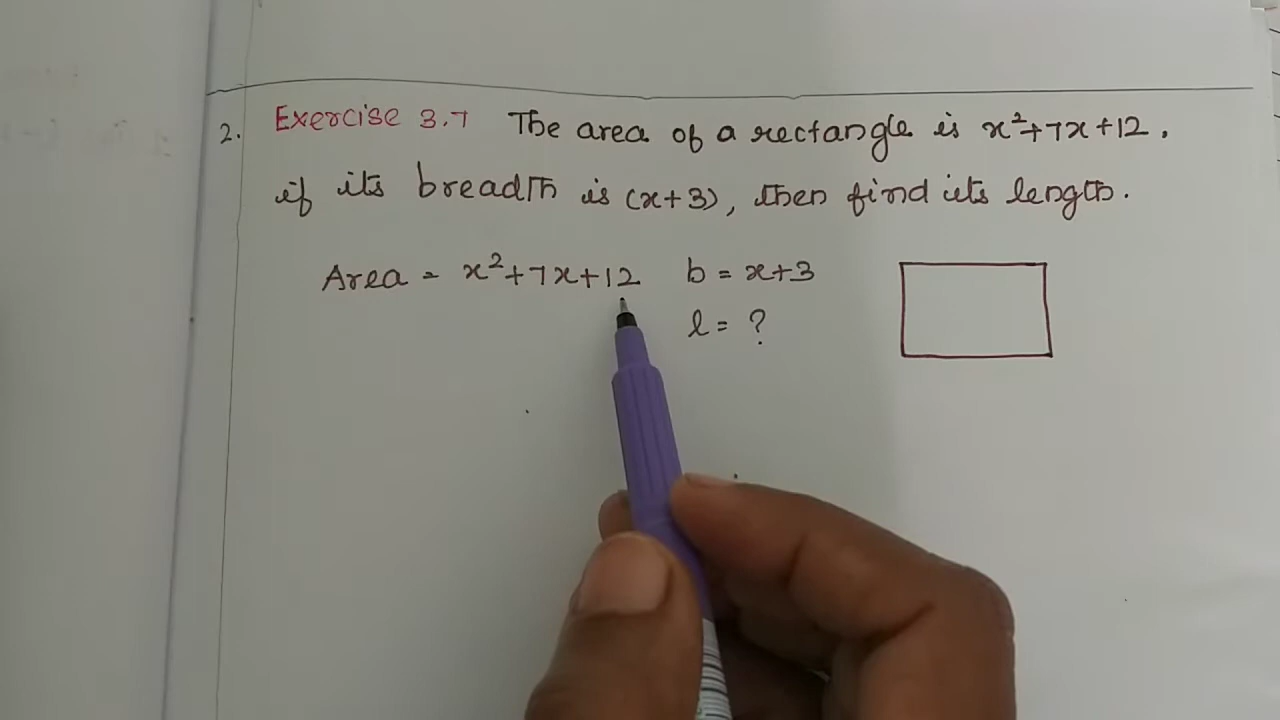 2. Exercise 3.7 The area of a rectangle is x²+7x+12.
if its breadth is (x+3), then find its length.
Area = x²+7x+12 b = x+3
l = ?